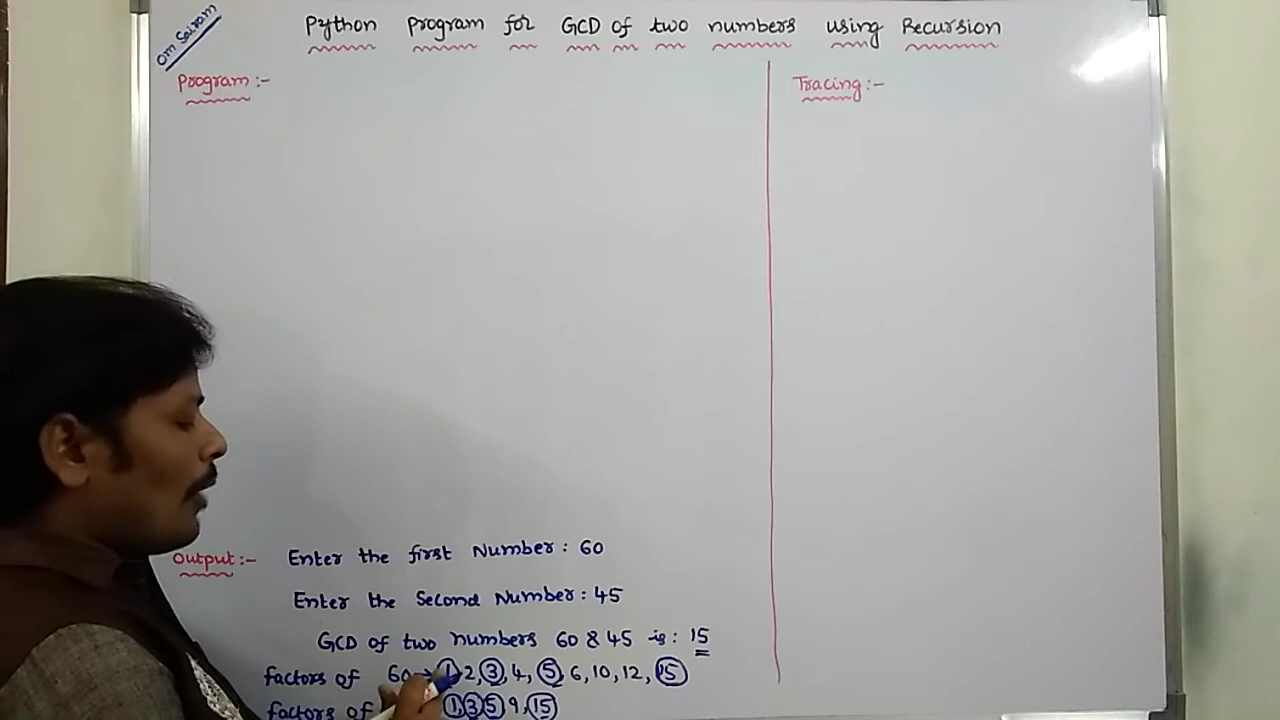 Om Sairam
Python program for GCD of two numbers using Recursion
Program:-
Tracing:-
Output:- Enter the first Number: 60
Enter the Second Number: 45
GCD of two numbers 60 & 45 is: 15
factors of 60→ 1, 2, 3, 4, 5, 6, 10, 12, 15
factors of 1 3 5 9, 15